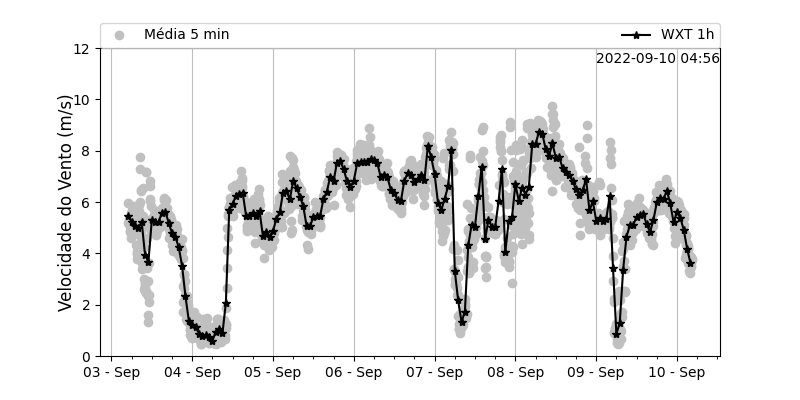 Média 5 min
WXT 1h
2022-09-10 04:56
Velocidade do Vento (m/s)
12
10
8
6
4
2
0
03 - Sep
04 - Sep
05 - Sep
06 - Sep
07 - Sep
08 - Sep
09 - Sep
10 - Sep